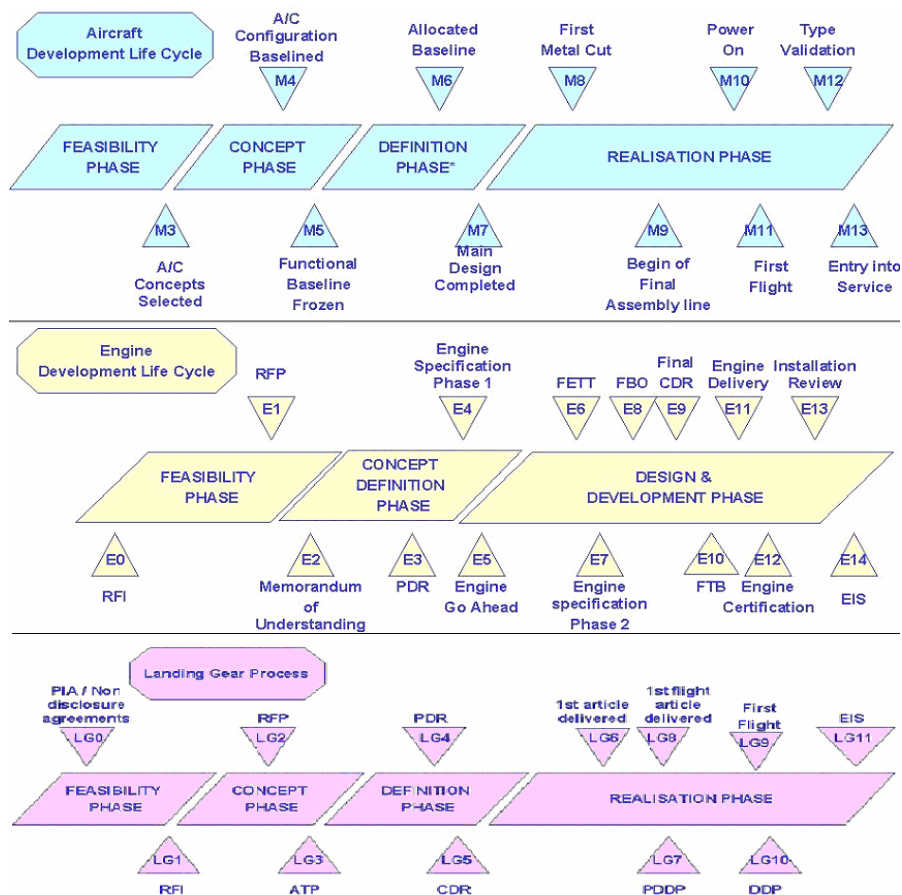 Aircraft
Development Life Cycle
A/C
Configuration
Baselined
Allocated
Baseline
First
Metal Cut
Power
On
Type
Validation
M4
M6
M8
M10
M12
FEASIBILITY
PHASE
CONCEPT
PHASE
DEFINITION
PHASE*
REALISATION PHASE
M3
M5
M7
M9
M11
M13
A/C
Concepts
Selected
Functional
Baseline
Frozen
Main
Design
Completed
Begin of
Final
Assembly line
First
Flight
Entry into
Service
Engine
Development Life Cycle
RFP
Engine
Specification
Phase 1
FETT
FBO
Final
CDR
Engine
Delivery
Installation
Review
E1
E4
E6
E8
E9
E11
E13
FEASIBILITY
PHASE
CONCEPT
DEFINITION
PHASE
DESIGN &
DEVELOPMENT PHASE
E0
E2
E3
E5
E7
E10
E12
E14
RFI
Memorandum
of
Understanding
PDR
Engine
Go Ahead
Engine
specification
Phase 2
FTB
Engine
Certification
EIS
Landing Gear Process
PIA / Non
disclosure
agreements
RFP
PDR
1st article
delivered
1st flight
article
delivered
First
Flight
EIS
LG0
LG2
LG4
LG6
LG8
LG9
LG11
FEASIBILITY
PHASE
CONCEPT
PHASE
DEFINITION
PHASE
REALISATION PHASE
LG1
LG3
LG5
LG7
LG10
RFI
ATP
CDR
PDDP
DDP